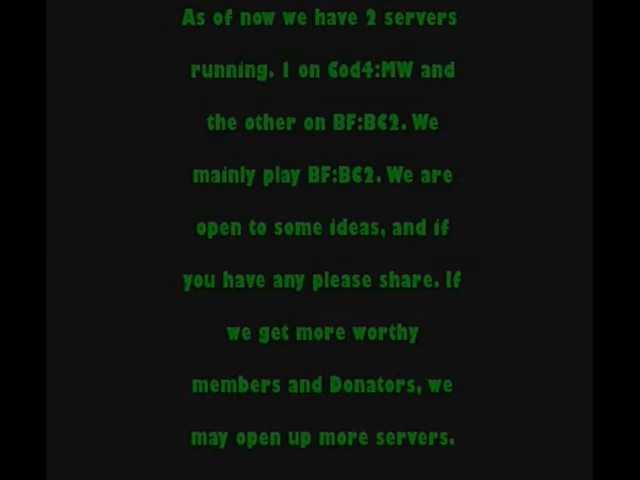 As of now we have 2 servers
running. 1 on Cod4:MW and
the other on BF:BC2. We
mainly play BF:BC2. We are
open to some ideas, and if
you have any please share. If
we get more worthy
members and Donators, we
may open up more servers.